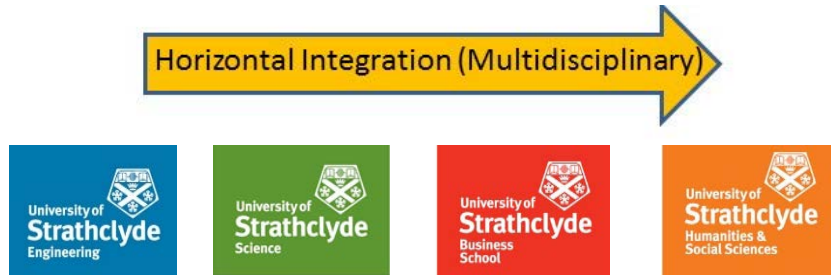 Horizontal Integration (Multidisciplinary)
University of
Strathclyde
Engineering
University of
Strathclyde
Science
University of
Strathclyde
Business
School
University of
Strathclyde
Humanities &
Social Sciences